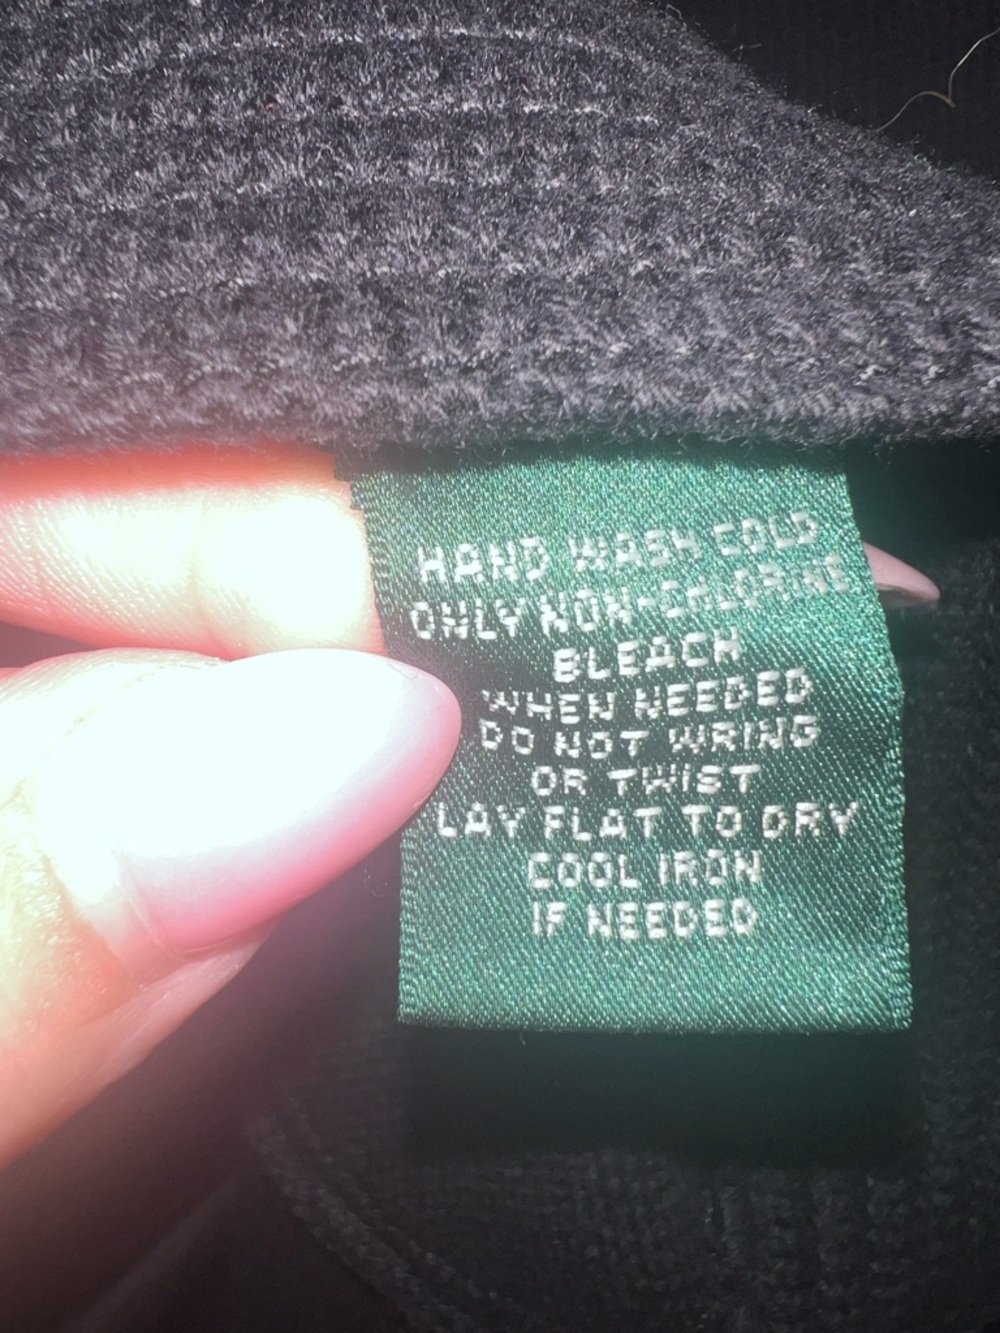 HAND WASH COLD
ONLY NON-CHLORINE
BLEACH
WHEN NEEDED
DO NOT WRING
OR TWIST
LAY FLAT TO DRY
COOL IRON
IF NEEDED